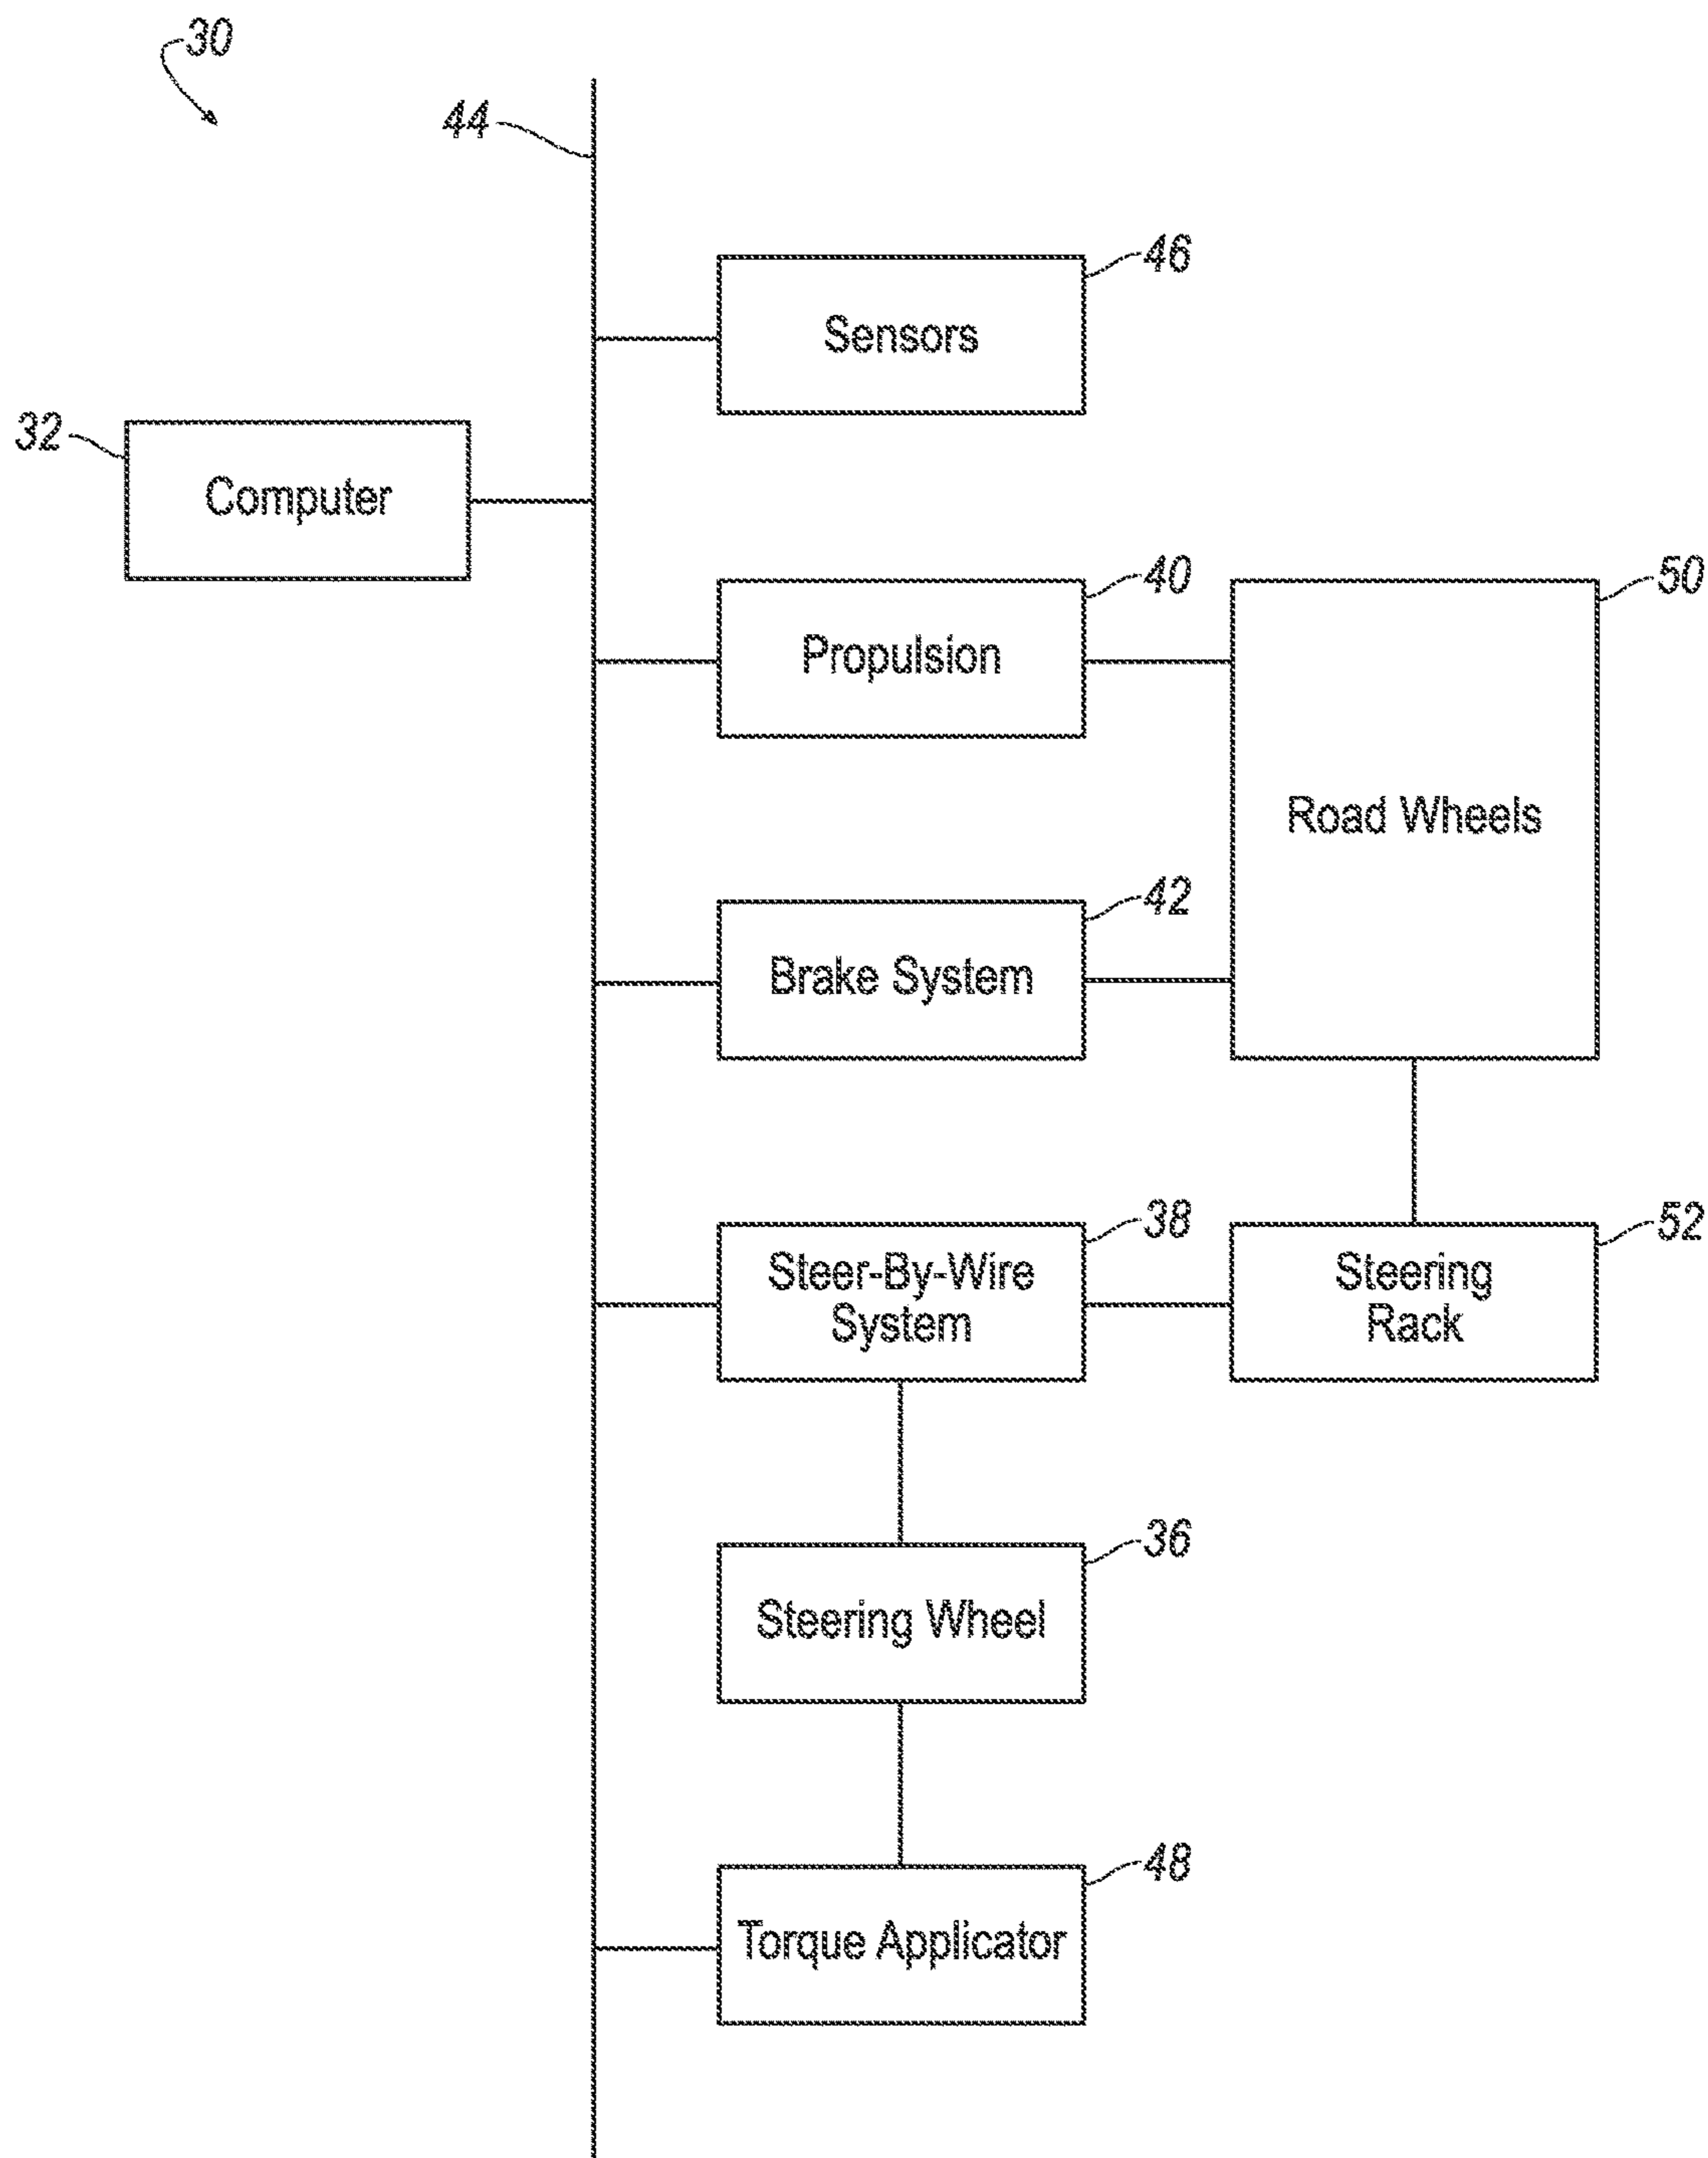 30
44
46
Sensors
32
Computer
40
50
Propulsion
Road Wheels
42
Brake System
38
52
Steer-By-Wire
System
Steering
Rack
36
Steering Wheel
48
Torque Applicator